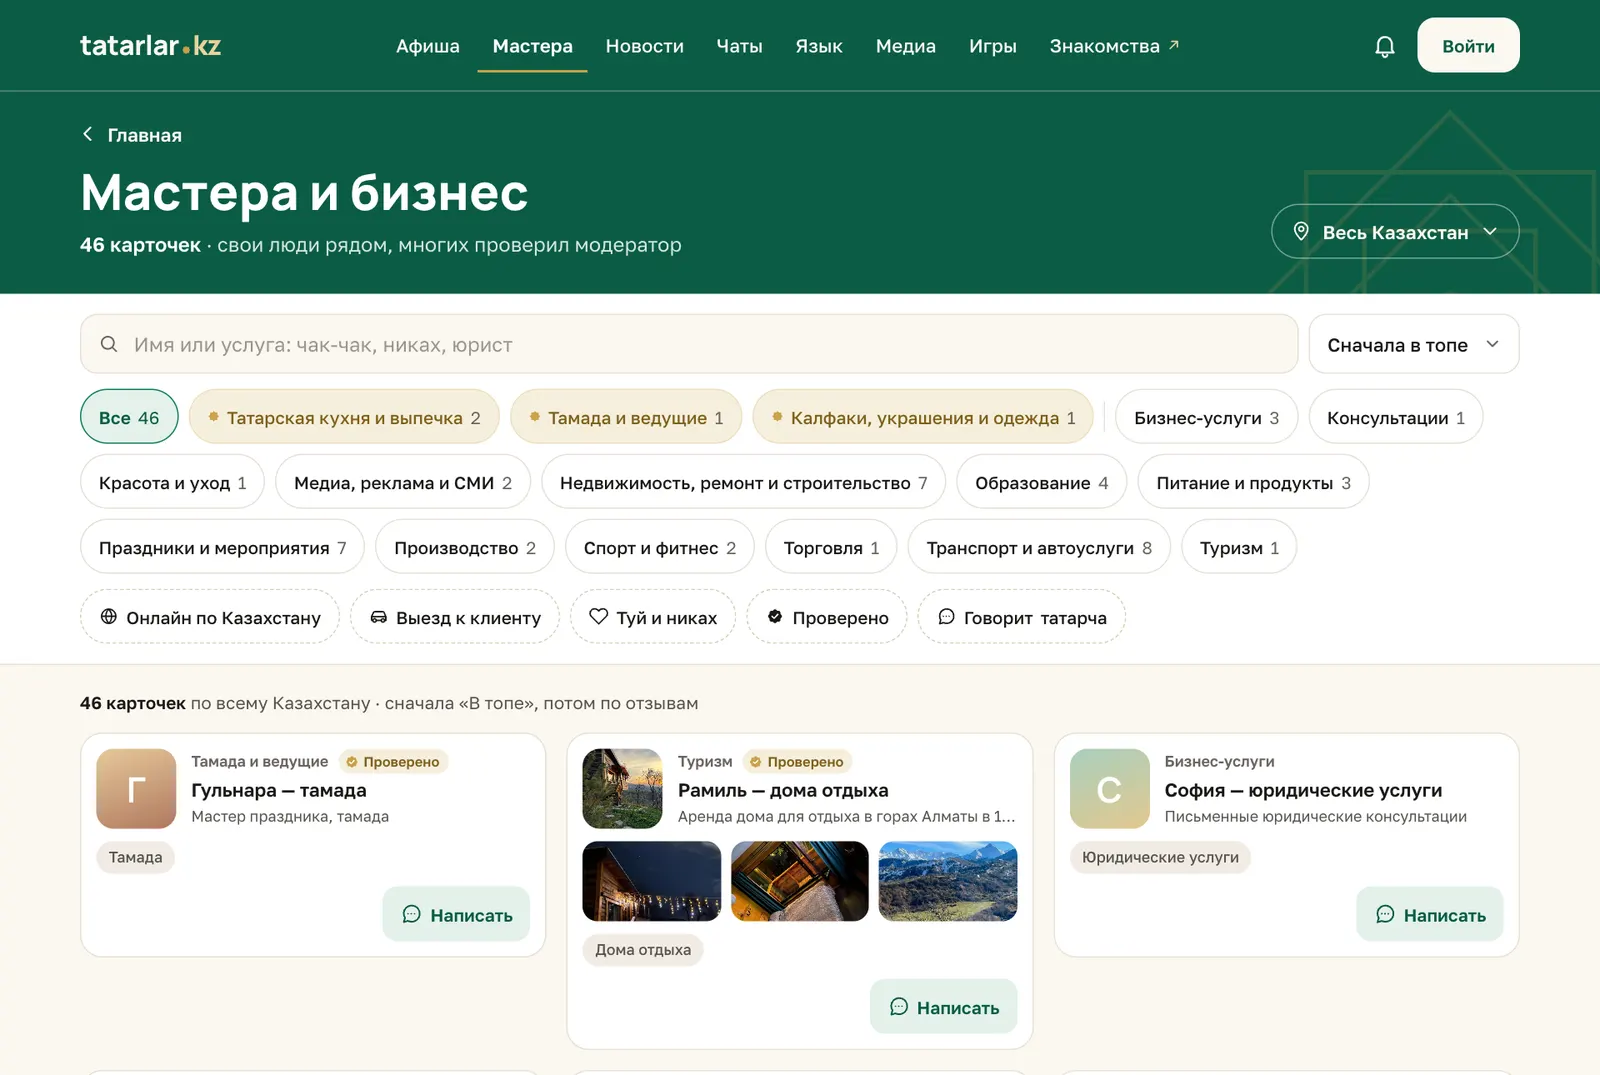 tatarlar.kz
Афиша
Мастера
Новости
Чаты
Язык
Медиа
Игры
Знакомства ↗
Войти
Главная
Мастера и бизнес
46 карточек · свои люди рядом, многих проверил модератор
Весь Казахстан
Имя или услуга: чак-чак, никах, юрист
Сначала в топе
Все 46
Татарская кухня и выпечка 2
Тамада и ведущие 1
Калфаки, украшения и одежда 1
Бизнес-услуги 3
Консультации 1
Красота и уход 1
Медиа, реклама и СМИ 2
Недвижимость, ремонт и строительство 7
Образование 4
Питание и продукты 3
Праздники и мероприятия 7
Производство 2
Спорт и фитнес 2
Торговля 1
Транспорт и автоуслуги 8
Туризм 1
Онлайн по Казахстану
Выезд к клиенту
Туй и никах
Проверено
Говорит татарча
46 карточек по всему Казахстану · сначала «В топе», потом по отзывам
Г
Тамада и ведущие
Проверено
Гульнара — тамада
Мастер праздника, тамада
Тамада
Написать
Туризм
Проверено
Рамиль — дома отдыха
Аренда дома для отдыха в горах Алматы в 1…
Дома отдыха
Написать
С
Бизнес-услуги
София — юридические услуги
Письменные юридические консультации
Юридические услуги
Написать